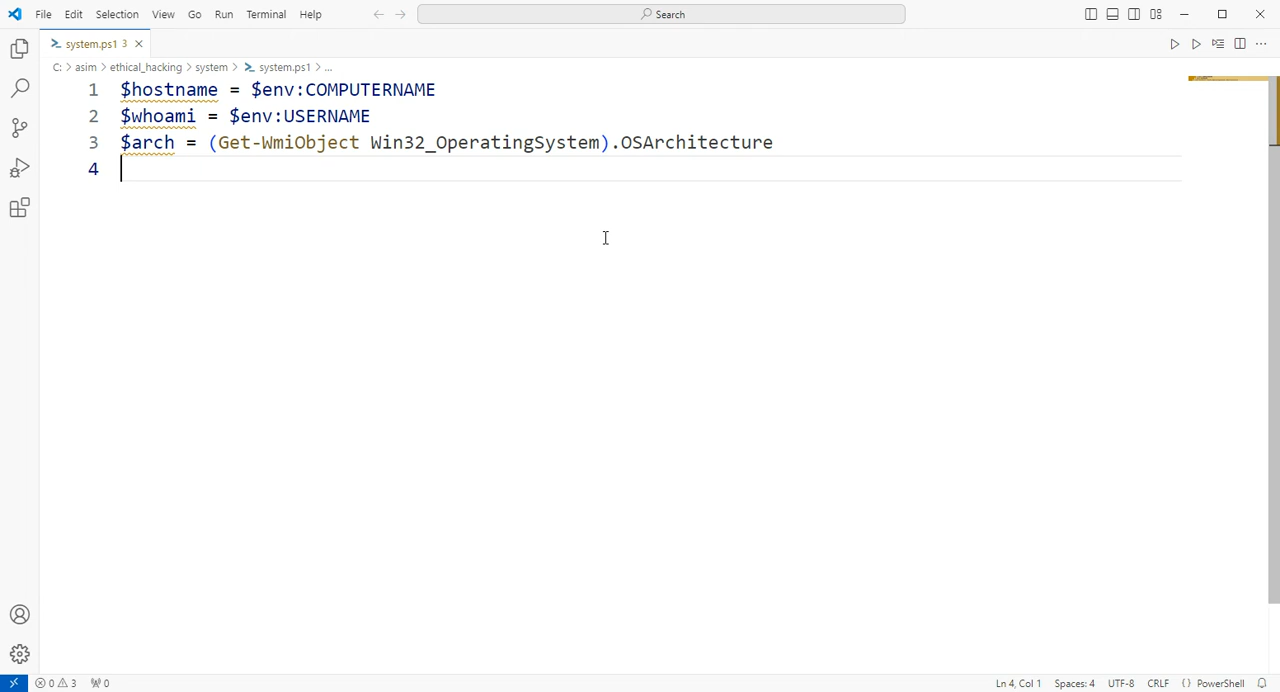 File Edit Selection View Go Run Terminal Help
Search
system.ps1 3
C: > asim > ethical_hacking > system > system.ps1 > ...
1 $hostname = $env:COMPUTERNAME
2 $whoami = $env:USERNAME
3 $arch = (Get-WmiObject Win32_OperatingSystem).OSArchitecture
4
0 3 0 Ln 4, Col 1 Spaces: 4 UTF-8 CRLF {} PowerShell